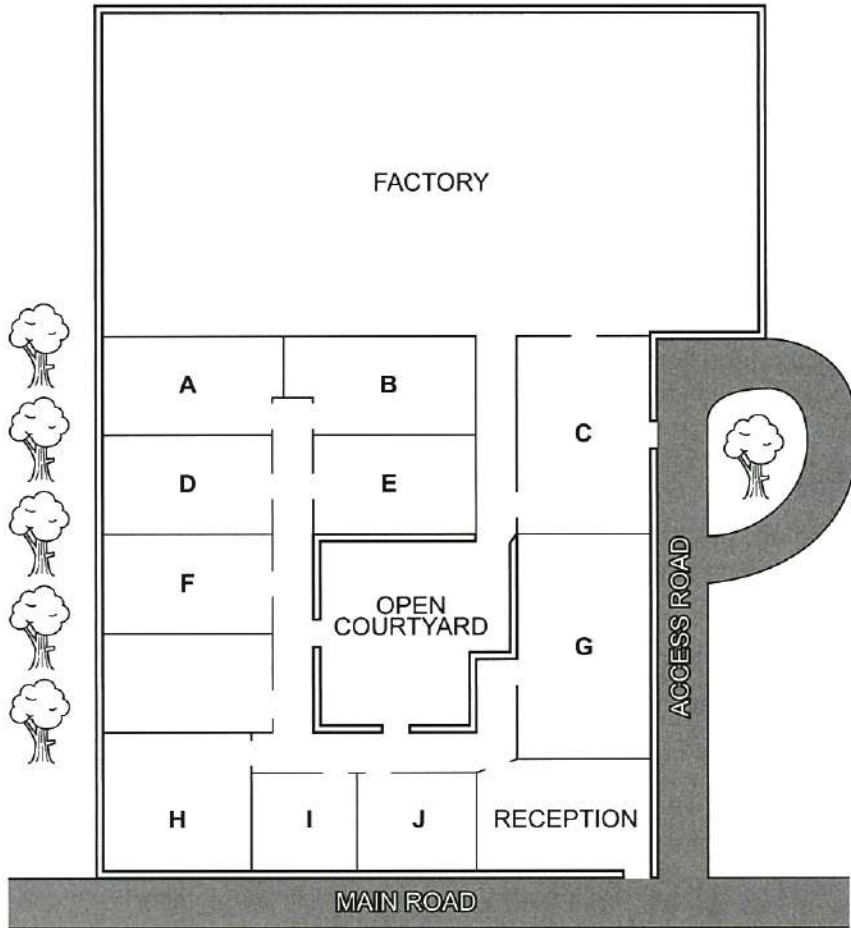 FACTORY
A
B
C
D
E
F
OPEN
COURTYARD
G
ACCESS ROAD
H
I
J
RECEPTION
MAIN ROAD